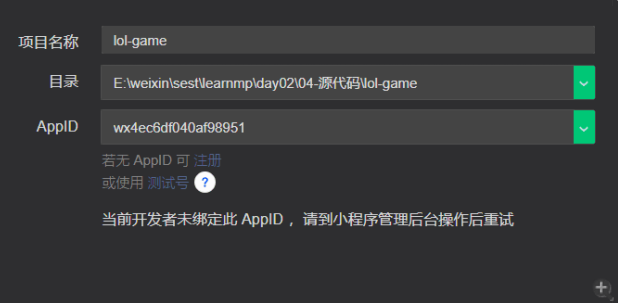 项目名称 lol-game
目录 E:\weixin\sest\learnmp\day02\04-源代码\lol-game
AppID wx4ec6df040af98951
若无 AppID 可 注册
或使用 测试号 ?
当前开发者未绑定此 AppID ，请到小程序管理后台操作后重试